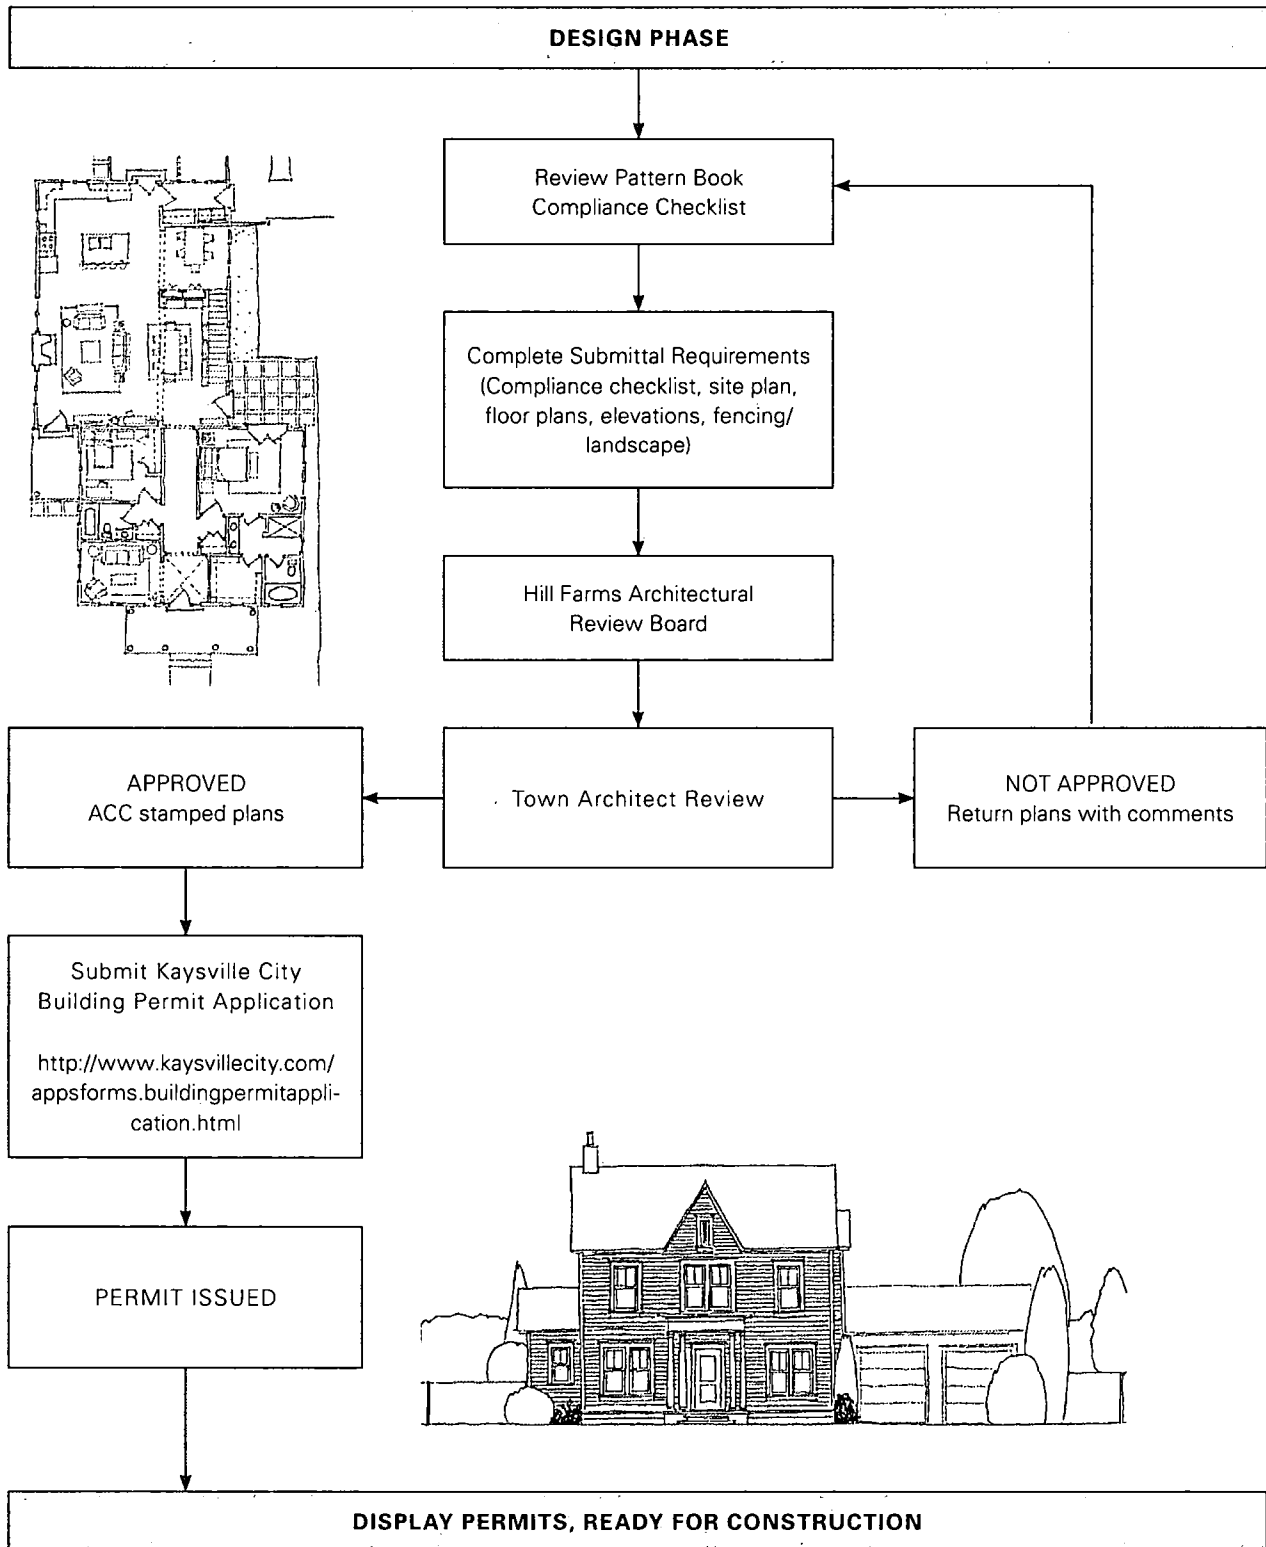 DESIGN PHASE
Review Pattern Book
Compliance Checklist
Complete Submittal Requirements
(Compliance checklist, site plan,
floor plans, elevations, fencing/
landscape)
Hill Farms Architectural
Review Board
APPROVED
ACC stamped plans
Town Architect Review
NOT APPROVED
Return plans with comments
Submit Kaysville City
Building Permit Application
http://www.kaysvillecity.com/
appsforms.buildingpermitappli-
cation.html
PERMIT ISSUED
DISPLAY PERMITS, READY FOR CONSTRUCTION